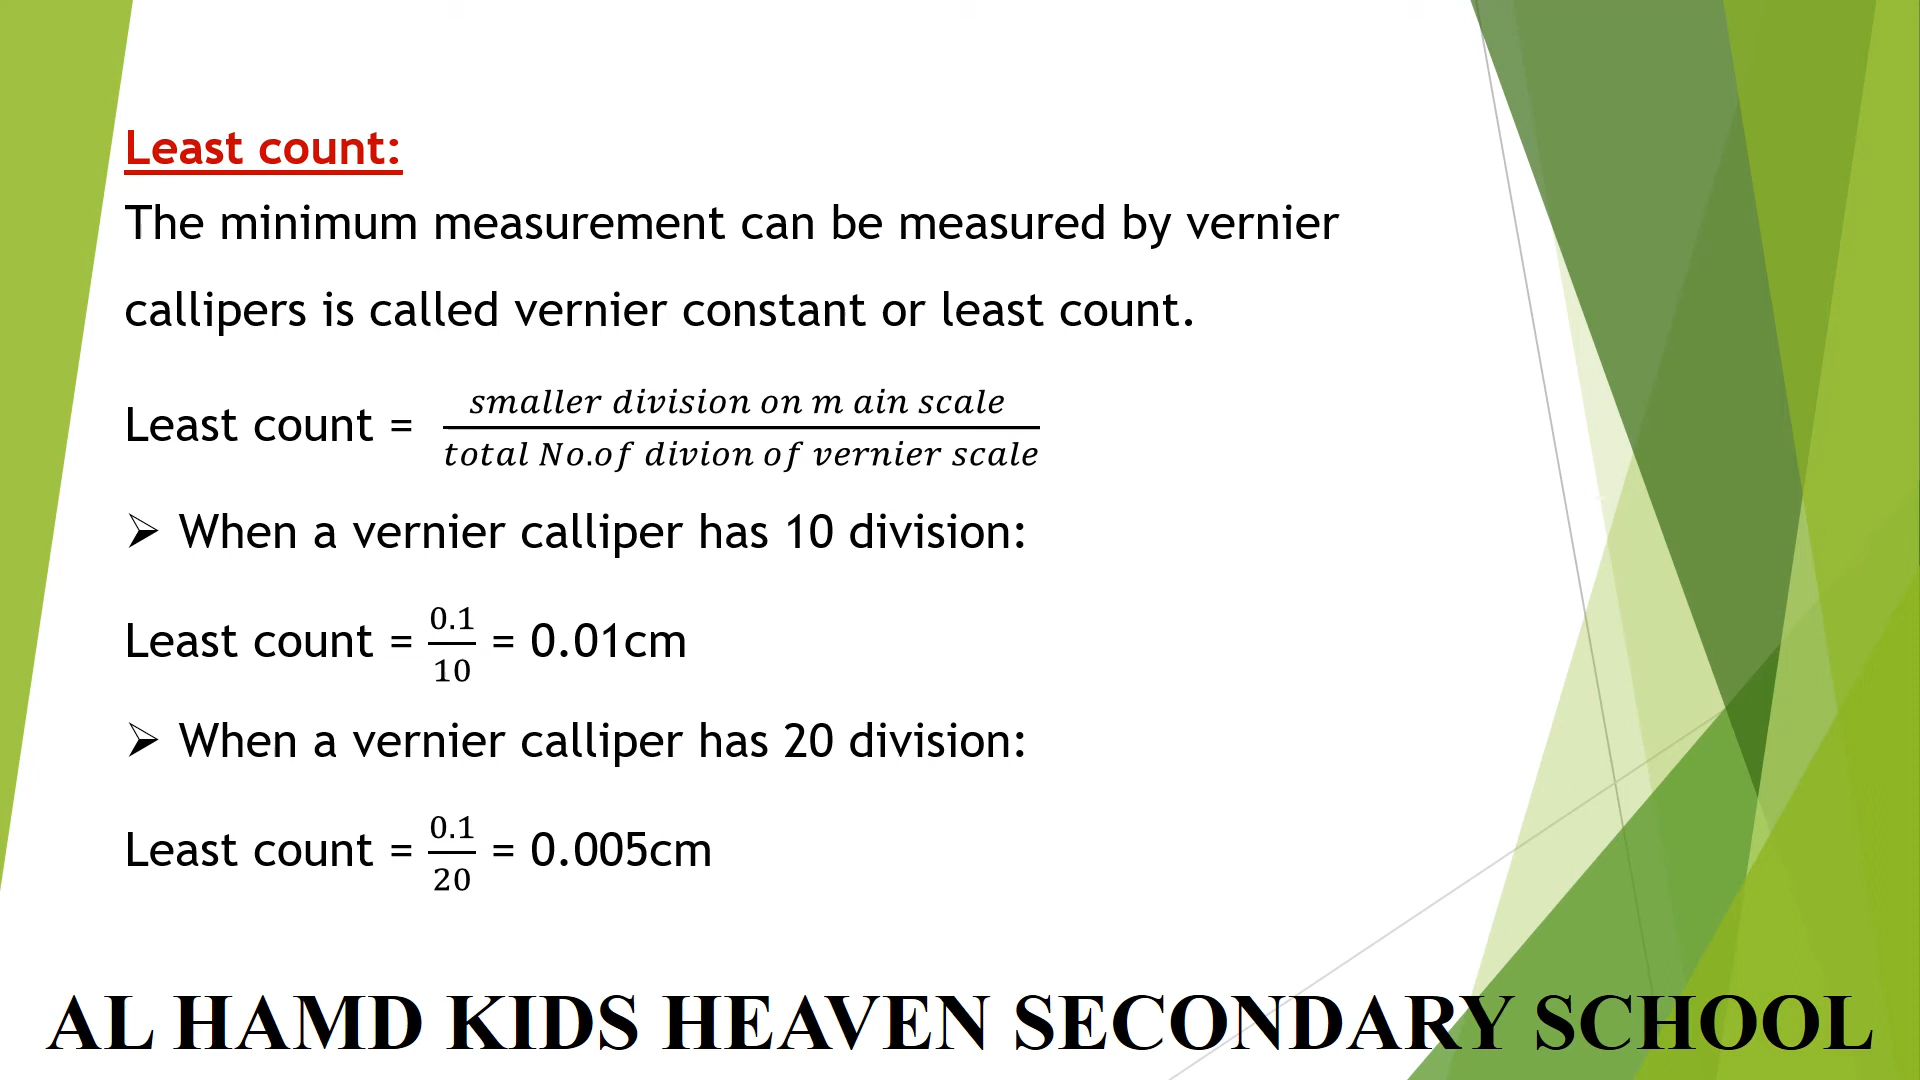 Least count:
The minimum measurement can be measured by vernier
callipers is called vernier constant or least count.
Least count = smaller division on m ain scale / total No.of divion of vernier scale
➢ When a vernier calliper has 10 division:
Least count = 0.1/10 = 0.01cm
➢ When a vernier calliper has 20 division:
Least count = 0.1/20 = 0.005cm
AL HAMD KIDS HEAVEN SECONDARY SCHOOL